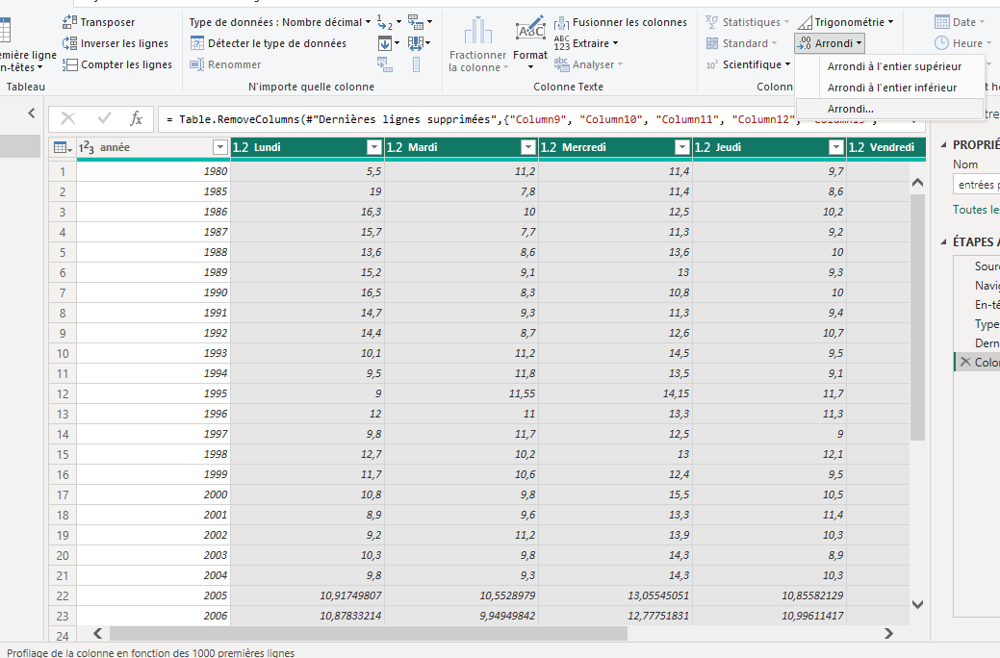 Transposer
Inverser les lignes
Compter les lignes
Tableau
Type de données : Nombre décimal
Détecter le type de données
Renommer
N'importe quelle colonne
Fractionner
la colonne
Format
ABC
Fusionner les colonnes
ABC
123 Extraire
abc Analyser
Colonne Texte
Statistiques
Standard
10² Scientifique
Trigonométrie
.00 Arrondi
Date
Heure
Arrondi à l'entier supérieur
Arrondi à l'entier inférieur
Arrondi...
fx
= Table.RemoveColumns(#"Dernières lignes supprimées",{"Column9", "Column10", "Column11", "Column12",
1²3 année 1.2 Lundi 1.2 Mardi 1.2 Mercredi 1.2 Jeudi 1.2 Vendredi
1 1980 5,5 11,2 11,4 9,7
2 1985 19 7,8 11,4 8,6
3 1986 16,3 10 12,5 10,2
4 1987 15,7 7,7 11,3 9,2
5 1988 13,6 8,6 13,6 10
6 1989 15,2 9,1 13 9,3
7 1990 16,5 8,3 10,8 10
8 1991 14,7 9,3 11,3 9,4
9 1992 14,4 8,7 12,6 10,7
10 1993 10,1 11,2 14,5 9,5
11 1994 9,5 11,8 13,5 9,1
12 1995 9 11,55 14,15 11,7
13 1996 12 11 13,3 11,3
14 1997 9,8 11,7 12,5 9
15 1998 12,7 10,2 13 12,1
16 1999 11,7 10,6 12,4 9,5
17 2000 10,8 9,8 15,5 10,5
18 2001 8,9 9,6 13,3 11,4
19 2002 9,2 11,2 13,9 10,3
20 2003 10,3 9,8 14,3 8,9
21 2004 9,8 9,3 14,3 10,3
22 2005 10,91749807 10,5528979 13,05545051 10,85582129
23 2006 10,87833214 9,94949842 12,77751831 10,99611417
24
PROPRIÉ
Nom
entrées p
Toutes le
ÉTAPES A
Sour
Navi
En-tê
Type
Dern
Colo
Profilage de la colonne en fonction des 1000 premières lignes